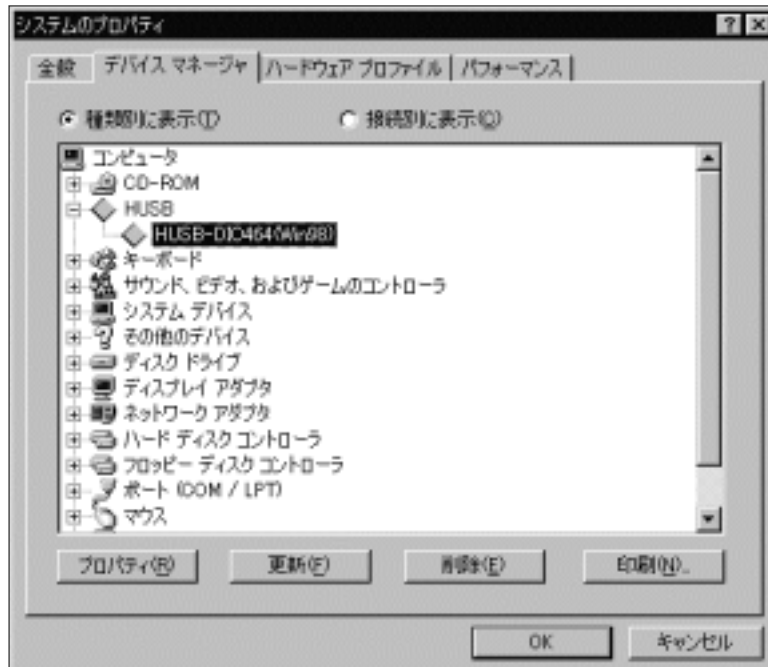 システムのプロパティ
全般 デバイス マネージャ ハードウェア プロファイル パフォーマンス
種類別に表示(T) 接続別に表示(C)
コンピュータ
CD-ROM
HUSB
HUSB-DIO464(Win98)
キーボード
サウンド、ビデオ、およびゲームのコントローラ
システム デバイス
その他のデバイス
ディスク ドライブ
ディスプレイ アダプタ
ネットワーク アダプタ
ハード ディスク コントローラ
フロッピー ディスク コントローラ
ポート (COM / LPT)
マウス
プロパティ(R) 更新(F) 削除(E) 印刷(N)...
OK キャンセル